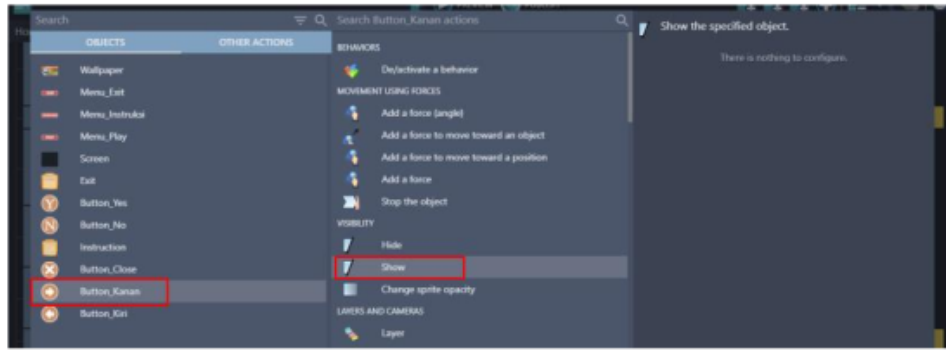 Search
OBJECTS
OTHER ACTIONS
Wallpaper
Menu_Exit
Menu_Instruksi
Menu_Play
Screen
Exit
Button_Yes
Button_No
Instruction
Button_Close
Button_Kanan
Button_Kiri
Search Button_Kanan actions
BEHAVIORS
De/activate a behavior
MOVEMENT USING FORCES
Add a force (angle)
Add a force to move toward an object
Add a force to move toward a position
Add a force
Stop the object
VISIBILITY
Hide
Show
Change sprite opacity
LAYERS AND CAMERAS
Layer
Show the specified object.
There is nothing to configure.